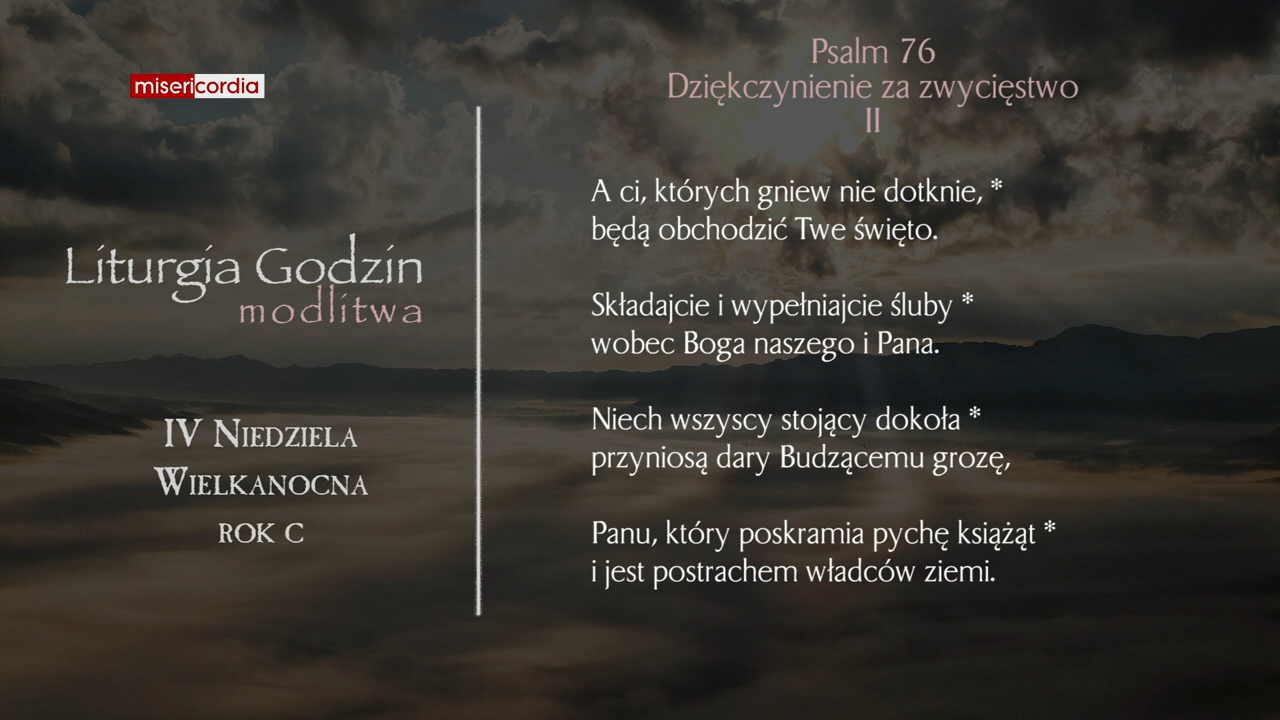 misericordia
Liturgia Godzin
modlitwa
IV Niedziela
Wielkanocna
rok C
Psalm 76
Dziękczynienie za zwycięstwo
II
A ci, których gniew nie dotknie, *
będą obchodzić Twe święto.
Składajcie i wypełniajcie śluby *
wobec Boga naszego i Pana.
Niech wszyscy stojący dokoła *
przyniosą dary Budzącemu grozę,
Panu, który poskramia pychę książąt *
i jest postrachem władców ziemi.